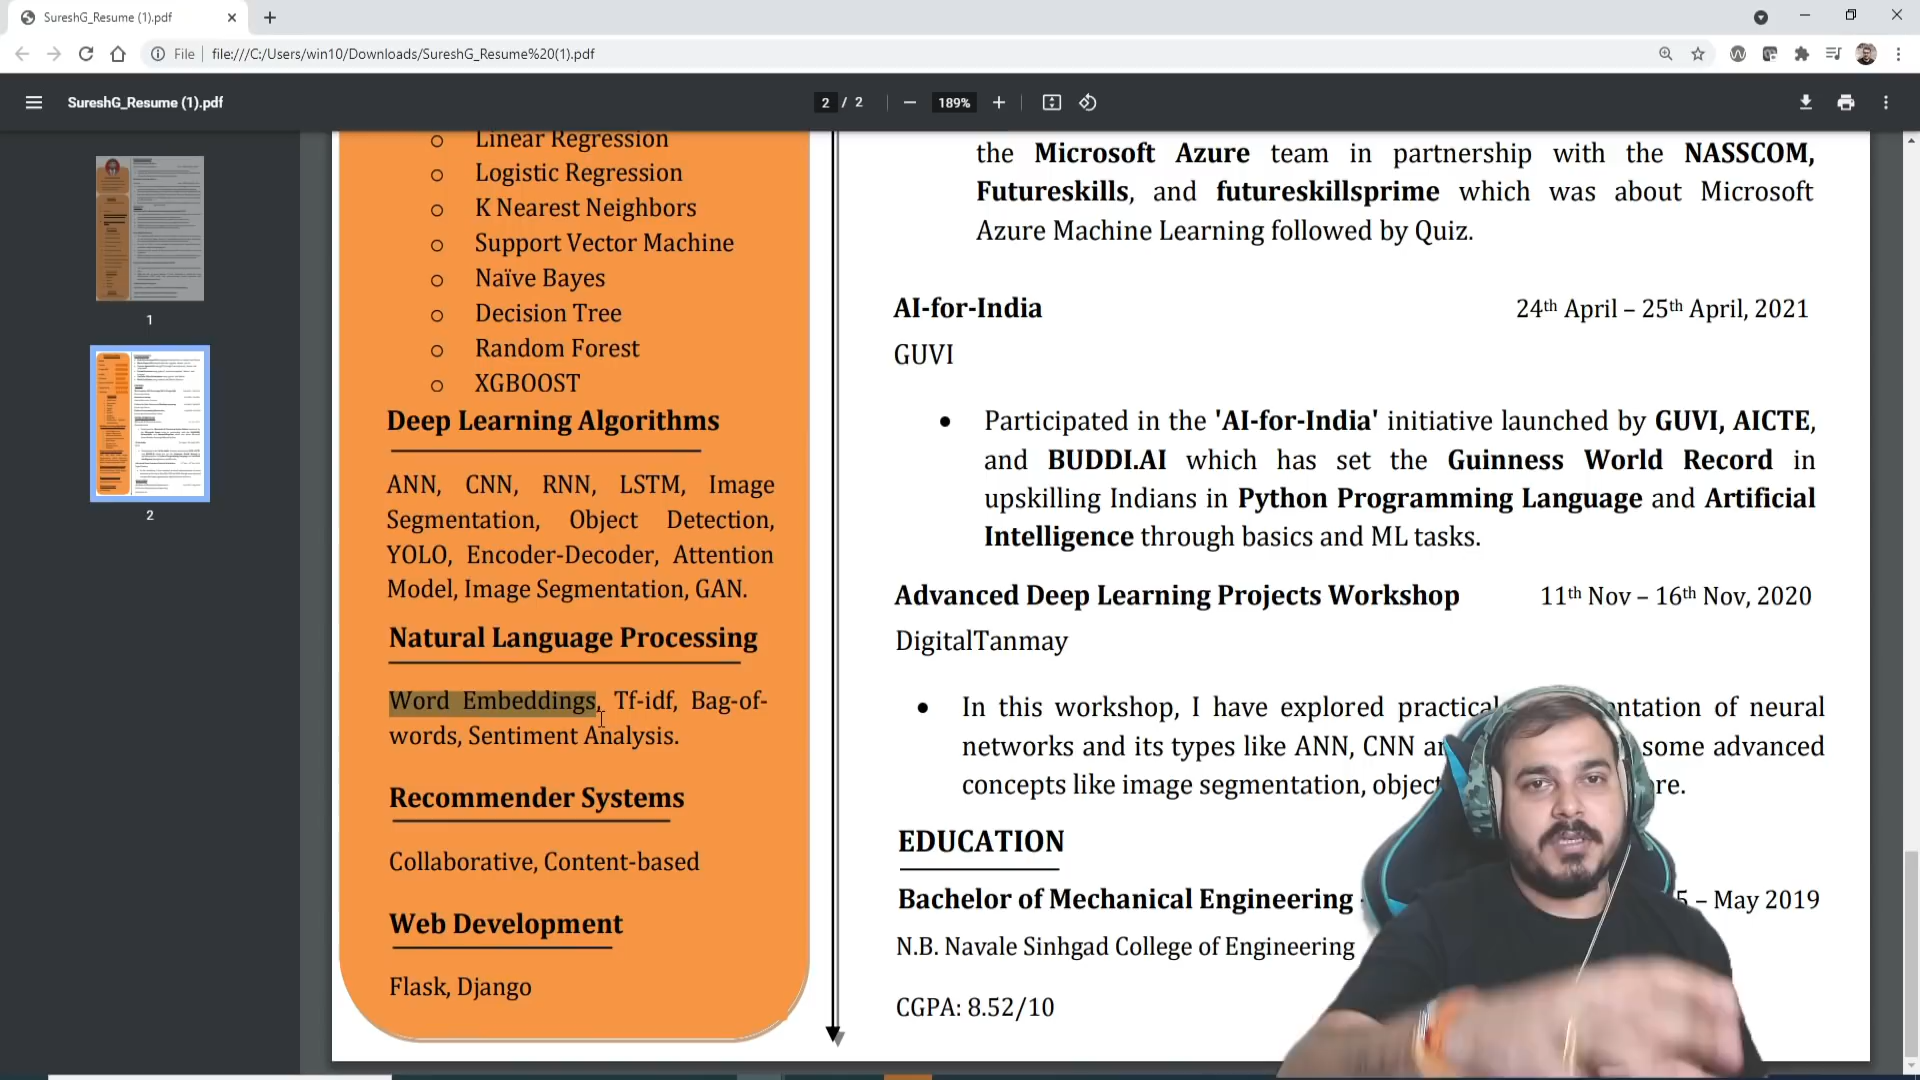 SureshG_Resume (1).pdf
File
file:///C:/Users/win10/Downloads/SureshG_Resume%20(1).pdf
SureshG_Resume (1).pdf
2 / 2
189%
1
2
Linear Regression
Logistic Regression
K Nearest Neighbors
Support Vector Machine
Naïve Bayes
Decision Tree
Random Forest
XGBOOST
Deep Learning Algorithms
ANN, CNN, RNN, LSTM, Image
Segmentation, Object Detection,
YOLO, Encoder-Decoder, Attention
Model, Image Segmentation, GAN.
Natural Language Processing
Word Embeddings, Tf-idf, Bag-of-
words, Sentiment Analysis.
Recommender Systems
Collaborative, Content-based
Web Development
Flask, Django
the Microsoft Azure team in partnership with the NASSCOM,
Futureskills, and futureskillsprime which was about Microsoft
Azure Machine Learning followed by Quiz.
AI-for-India 24th April – 25th April, 2021
GUVI
Participated in the 'AI-for-India' initiative launched by GUVI, AICTE,
and BUDDI.AI which has set the Guinness World Record in
upskilling Indians in Python Programming Language and Artificial
Intelligence through basics and ML tasks.
Advanced Deep Learning Projects Workshop 11th Nov – 16th Nov, 2020
DigitalTanmay
In this workshop, I have explored practical of neural
networks and its types like ANN, CNN some advanced
concepts like image segmentation,
EDUCATION
Bachelor of Mechanical Engineering – May 2019
N.B. Navale Sinhgad College of Engineering
CGPA: 8.52/10